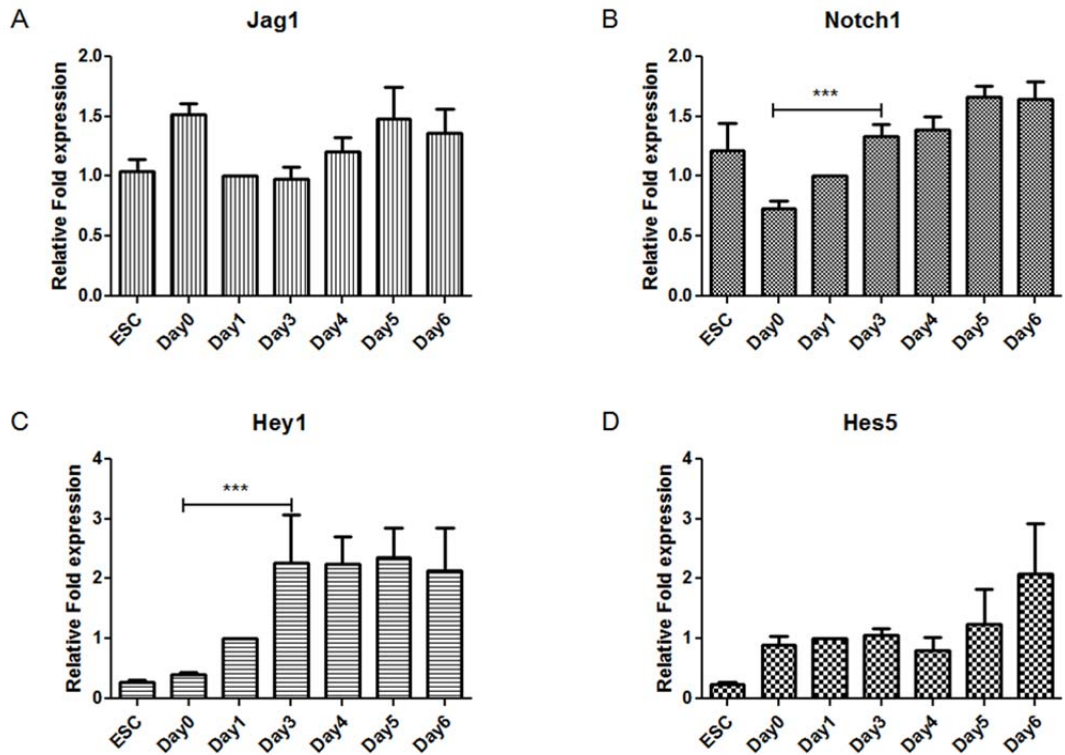 A
Jag1
Relative Fold expression
2.0
1.5
1.0
0.5
0.0
ESC
Day0
Day1
Day3
Day4
Day5
Day6
B
Notch1
Relative Fold expression
2.0
1.5
1.0
0.5
0.0
***
ESC
Day0
Day1
Day3
Day4
Day5
Day6
C
Hey1
Relative Fold expression
4
3
2
1
0
***
ESC
Day0
Day1
Day3
Day4
Day5
Day6
D
Hes5
Relative Fold expression
4
3
2
1
0
ESC
Day0
Day1
Day3
Day4
Day5
Day6